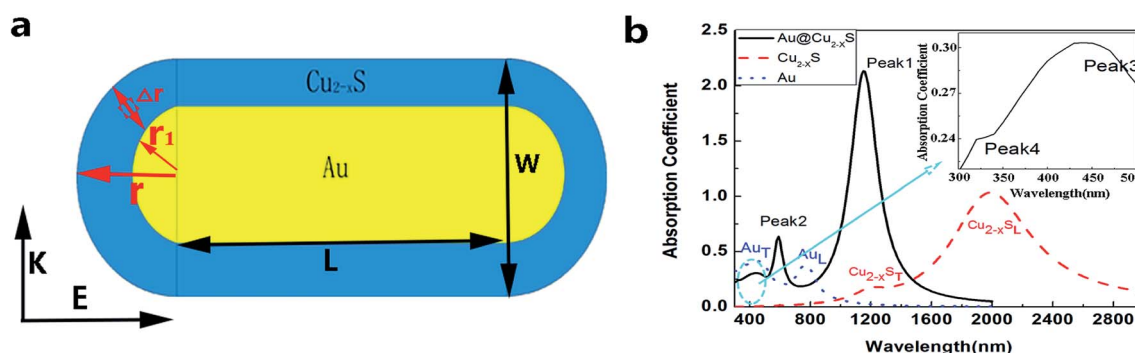 a
Cu2-xS
Δr
r1
Au
r
W
L
K
E
b
Absorption Coefficient
2.5
2.0
1.5
1.0
0.5
0.0
Au@Cu2-xS
Cu2-xS
Au
Peak1
Peak2
AuT
AuL
Cu2-xST
Cu2-xSL
300 800 1200 1600 2000 2400 2800
Wavelength(nm)
Absorption Coefficient
0.30
0.27
0.24
Peak3
Peak4
300 350 400 450 500
Wavelength(nm)